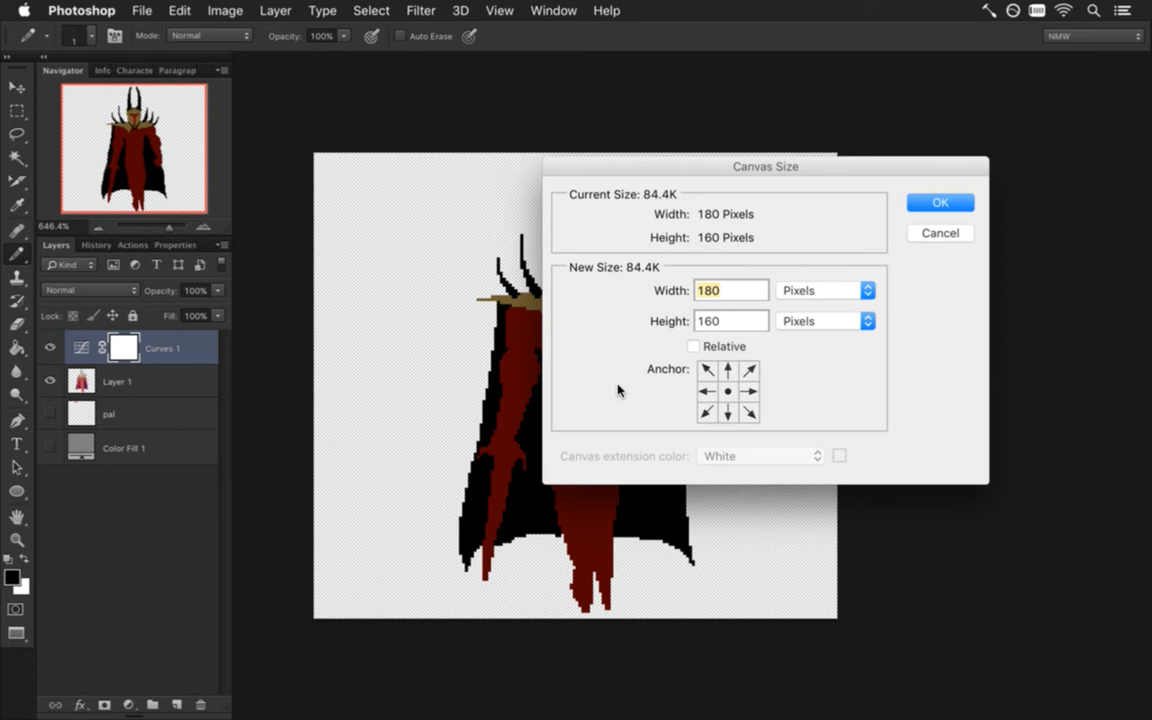 Photoshop File Edit Image Layer Type Select Filter 3D View Window Help
1 Mode: Normal Opacity: 100% Auto Erase NMW
Navigator Info Characte Paragrap
646.4%
Layers History Actions Properties
Kind
Normal Opacity: 100%
Lock: Fill: 100%
Curves 1
Layer 1
pal
Color Fill 1
Canvas Size
Current Size: 84.4K
Width: 180 Pixels
Height: 160 Pixels
OK
Cancel
New Size: 84.4K
Width: 180 Pixels
Height: 160 Pixels
Relative
Anchor:
Canvas extension color: White